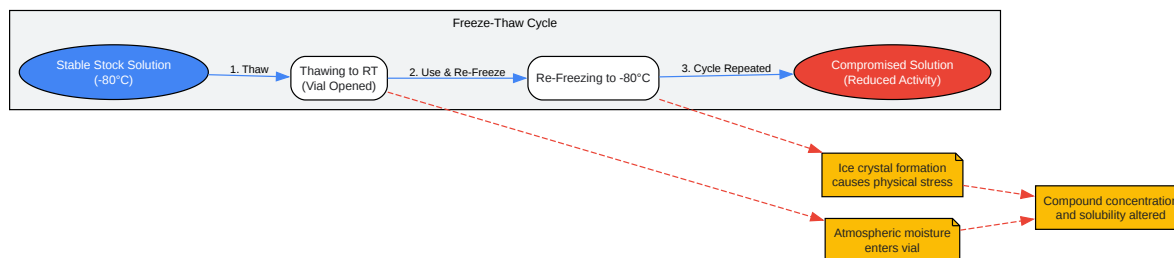 Freeze-Thaw Cycle
Stable Stock Solution
(-80°C)
1. Thaw
Thawing to RT
(Vial Opened)
2. Use & Re-Freeze
Re-Freezing to -80°C
3. Cycle Repeated
Compromised Solution
(Reduced Activity)
Ice crystal formation
causes physical stress
Atmospheric moisture
enters vial
Compound concentration
and solubility altered